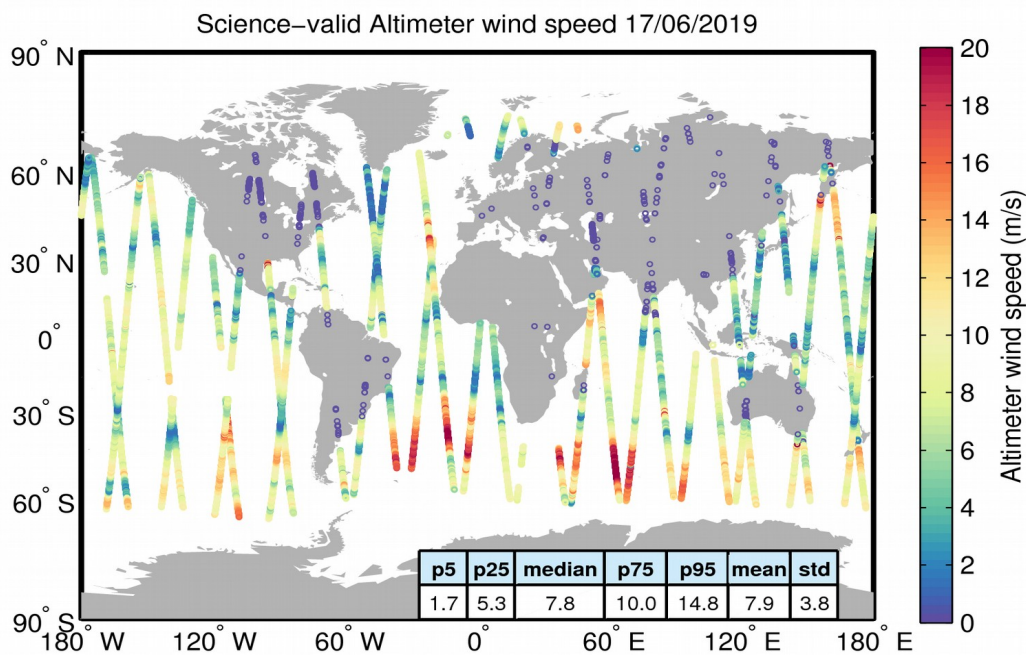 Science-valid Altimeter wind speed 17/06/2019
90° N
60° N
30° N
0°
30° S
60° S
90° S
180° W
120° W
60° W
0°
60° E
120° E
180° E
p5 p25 median p75 p95 mean std
1.7 5.3 7.8 10.0 14.8 7.9 3.8
20
18
16
14
12
10
8
6
4
2
0
Altimeter wind speed (m/s)